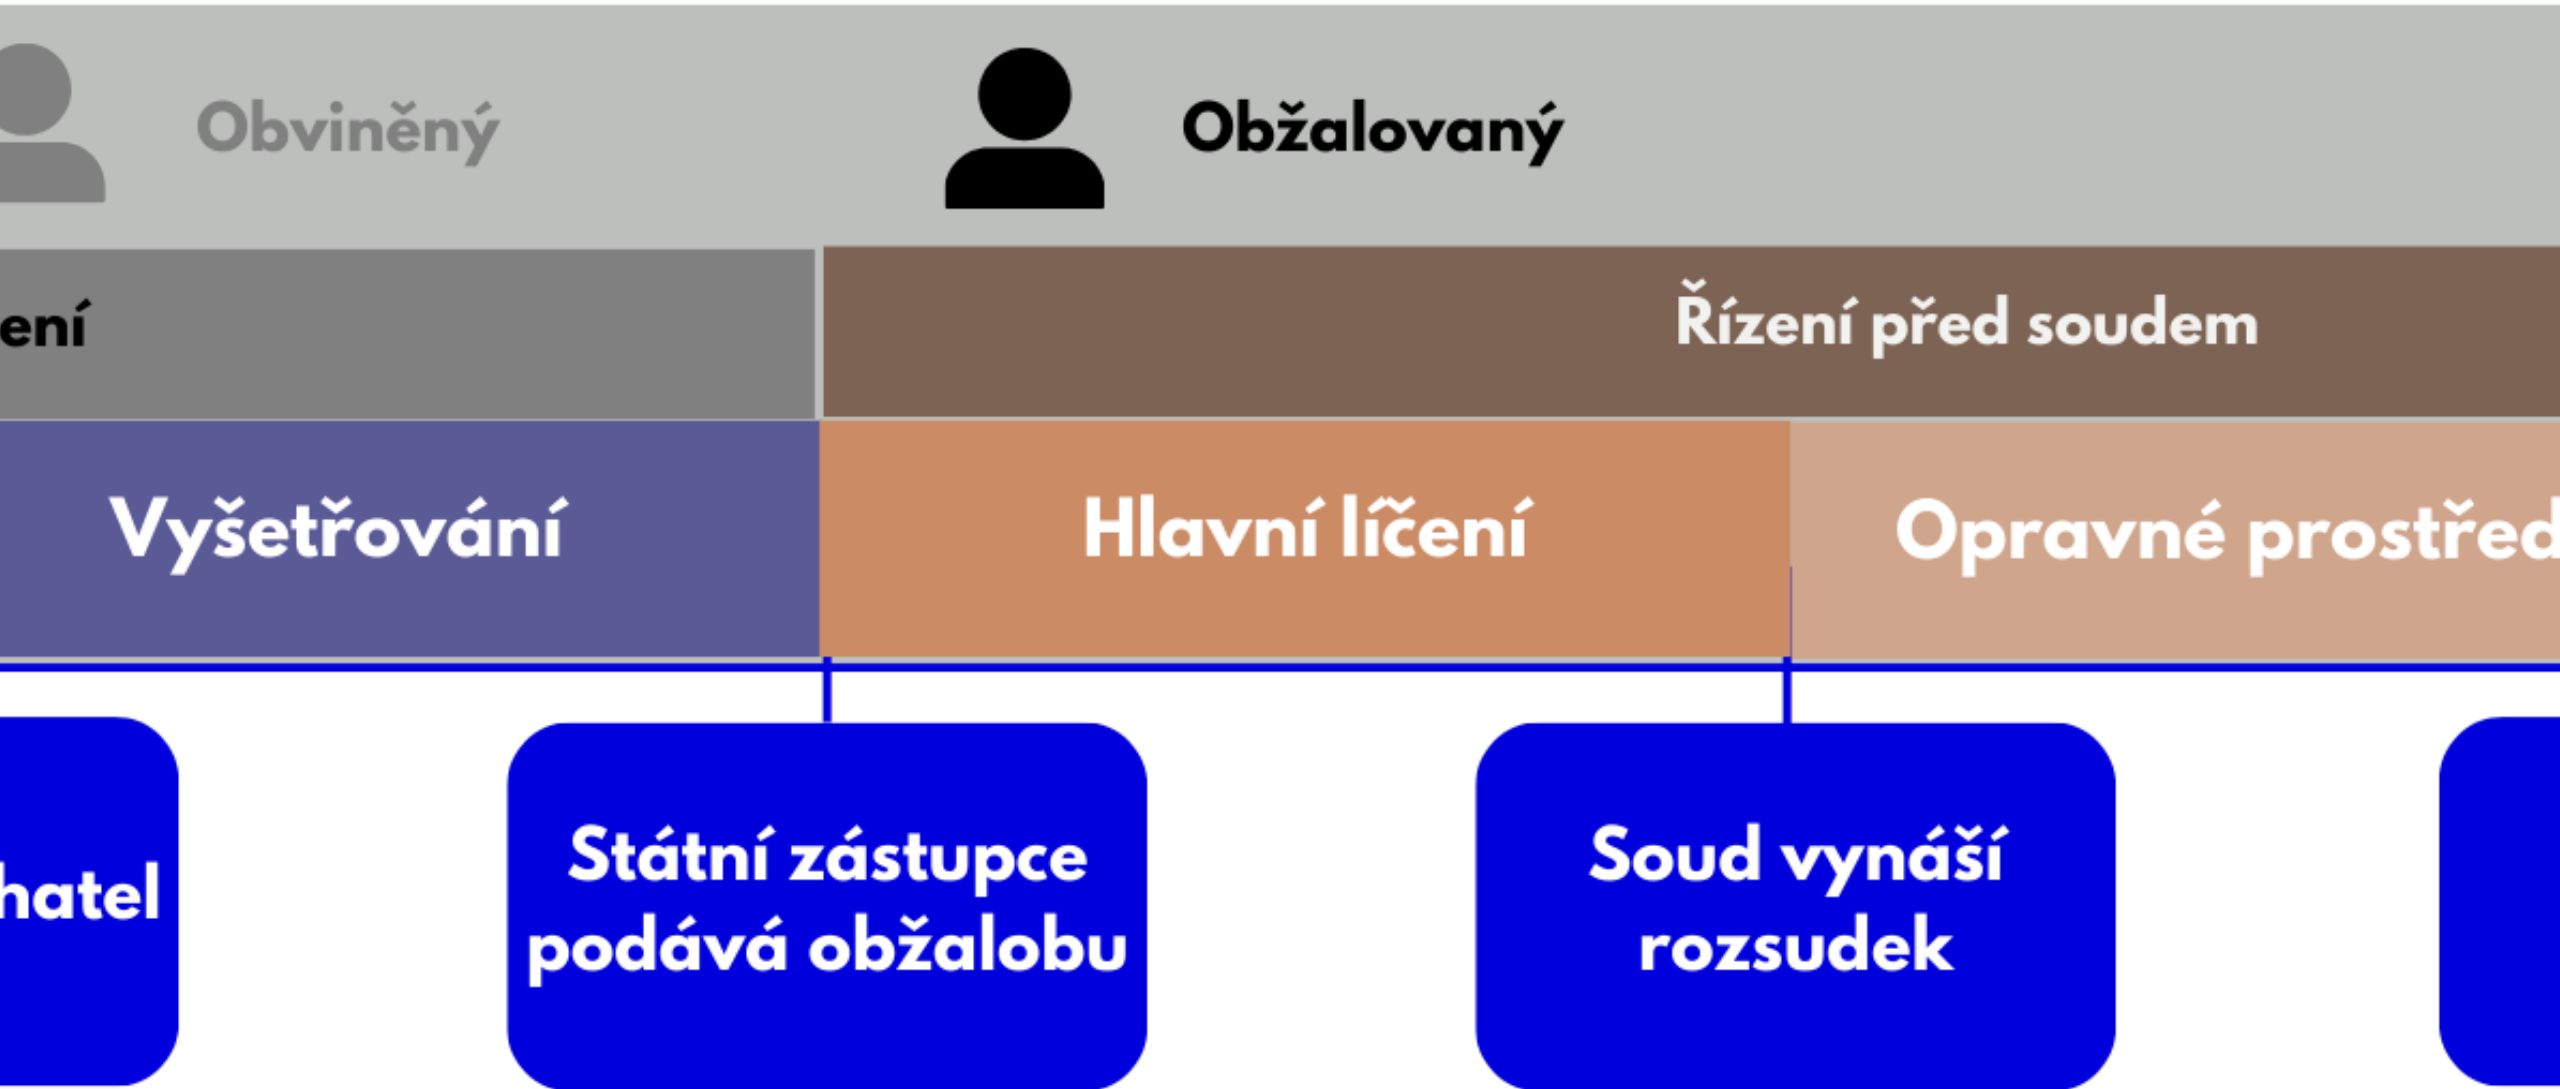 Obviněný
Obžalovaný
ení
Řízení před soudem
Vyšetřování
Hlavní líčení
Opravné prostřed
hatel
Státní zástupce
podává obžalobu
Soud vynáší
rozsudek